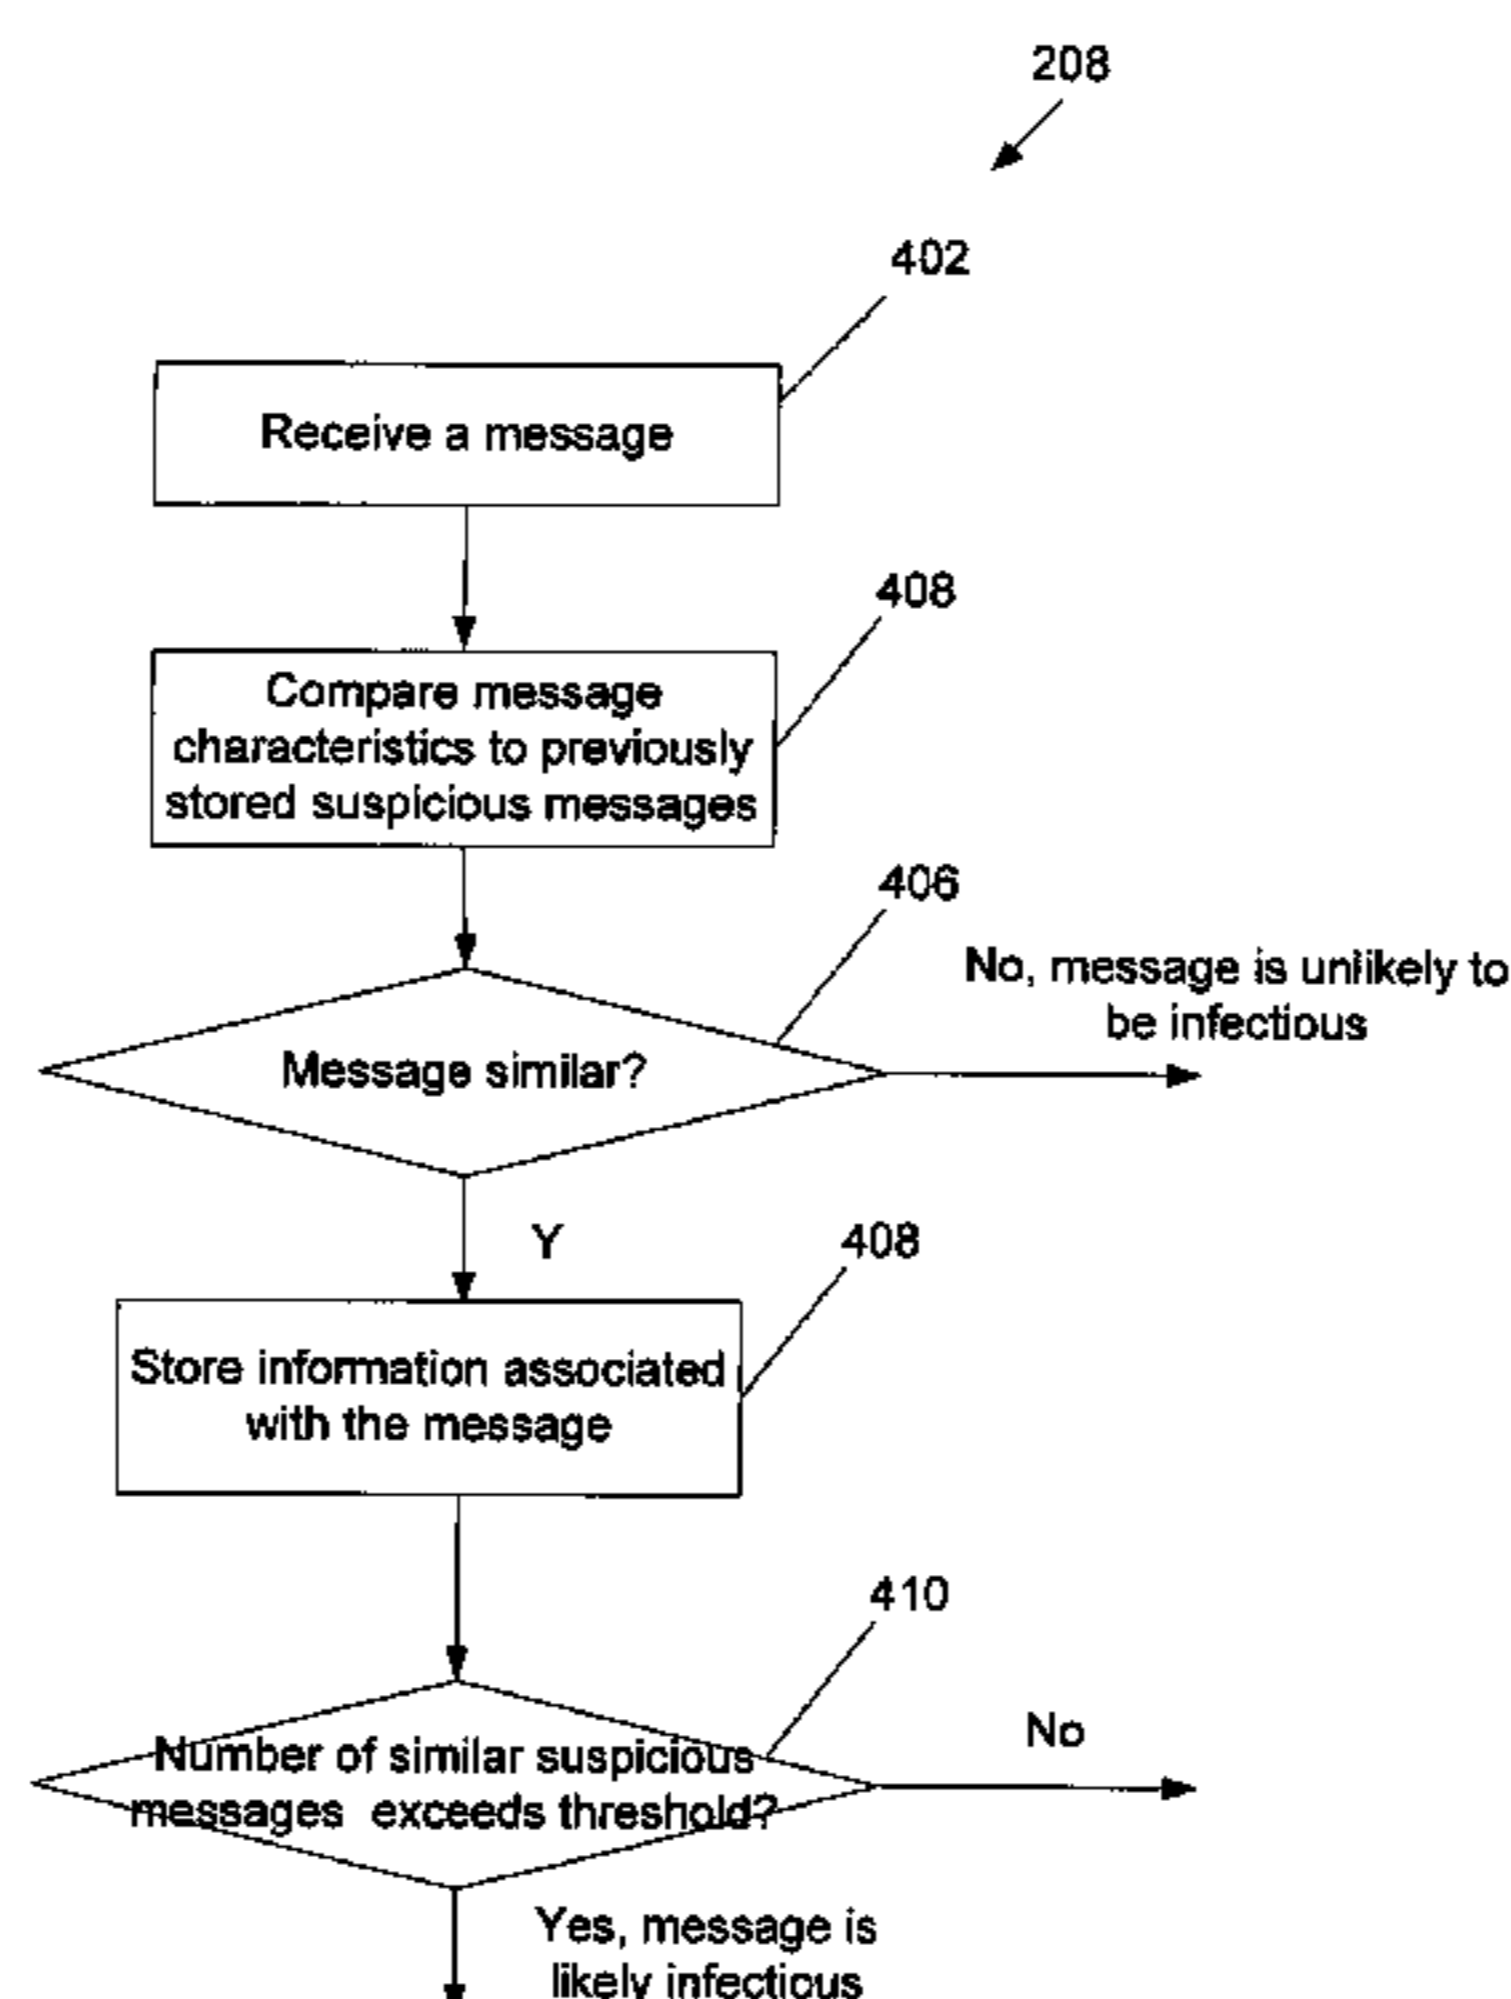 208
402
Receive a message
408
Compare message
characteristics to previously
stored suspicious messages
406
No, message is unlikely to
be infectious
Message similar?
Y
408
Store information associated
with the message
410
Number of similar suspicious
messages exceeds threshold?
No
Yes, message is
likely infectious